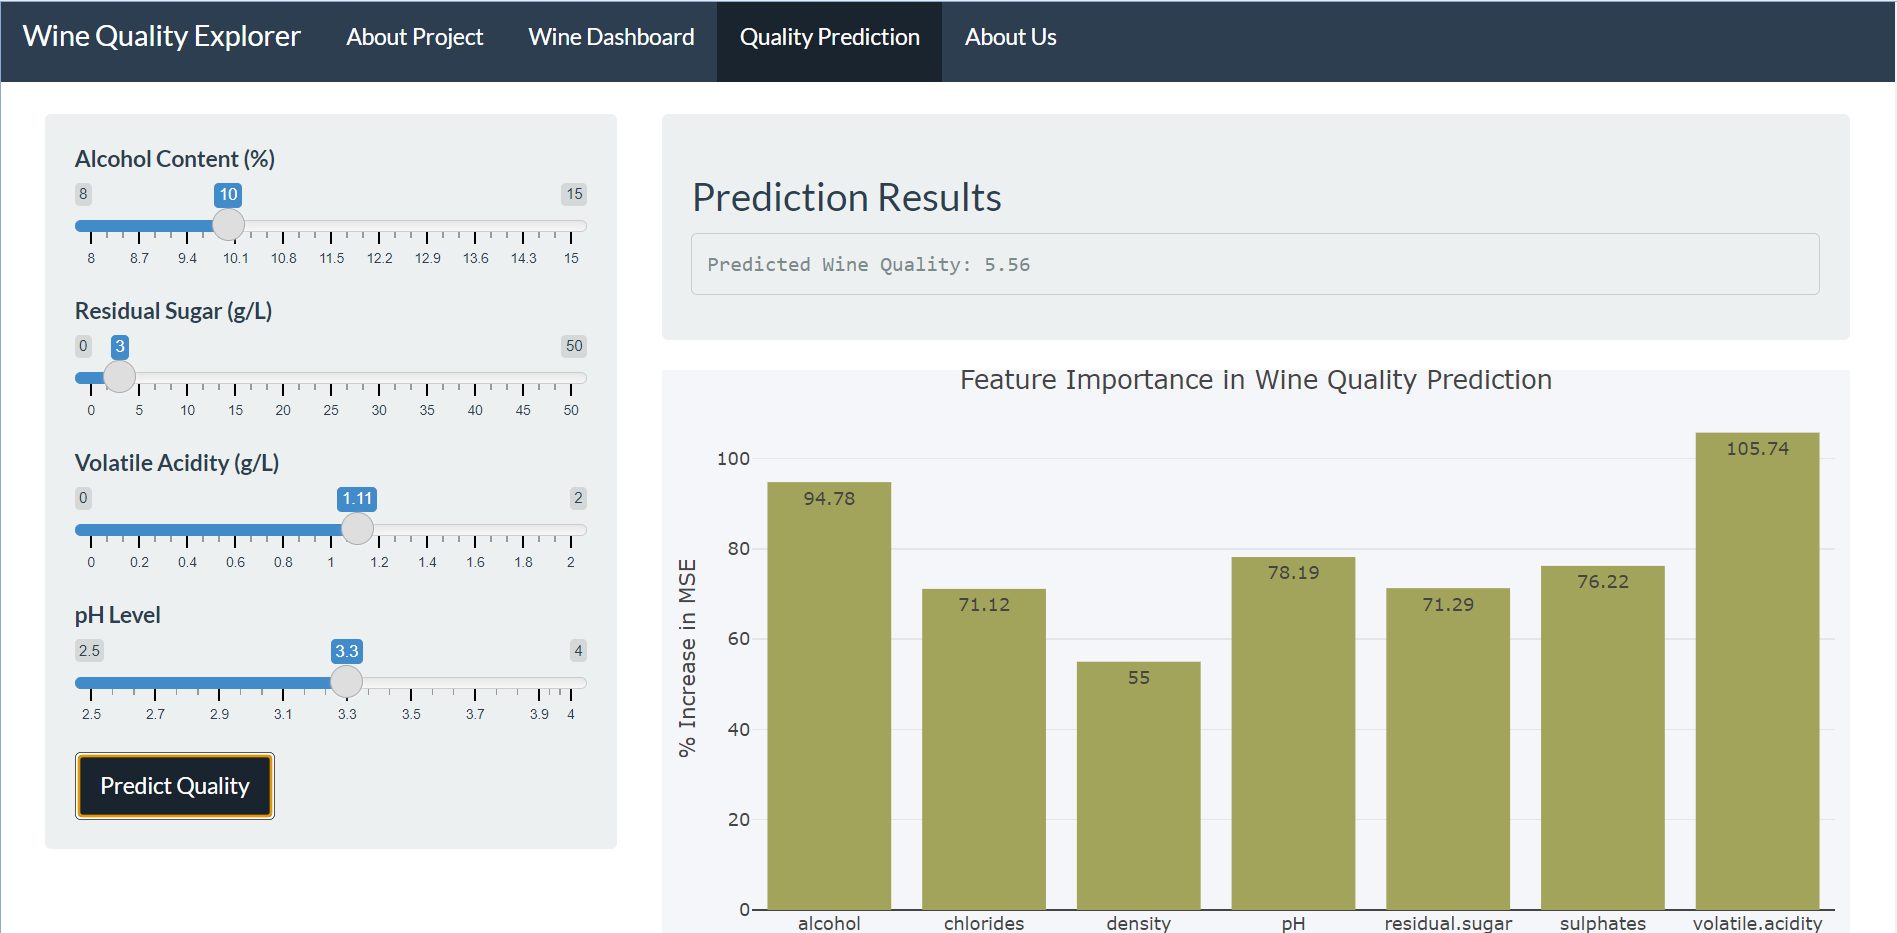 Wine Quality Explorer About Project Wine Dashboard Quality Prediction About Us
Alcohol Content (%)
8 10 15
8 8.7 9.4 10.1 10.8 11.5 12.2 12.9 13.6 14.3 15
Residual Sugar (g/L)
0 3 50
0 5 10 15 20 25 30 35 40 45 50
Volatile Acidity (g/L)
0 1.11 2
0 0.2 0.4 0.6 0.8 1 1.2 1.4 1.6 1.8 2
pH Level
2.5 3.3 4
2.5 2.7 2.9 3.1 3.3 3.5 3.7 3.9 4
Predict Quality
Prediction Results
Predicted Wine Quality: 5.56
Feature Importance in Wine Quality Prediction
% Increase in MSE
100
80
60
40
20
0
94.78 71.12 55 78.19 71.29 76.22 105.74
alcohol chlorides density pH residual.sugar sulphates volatile.acidity